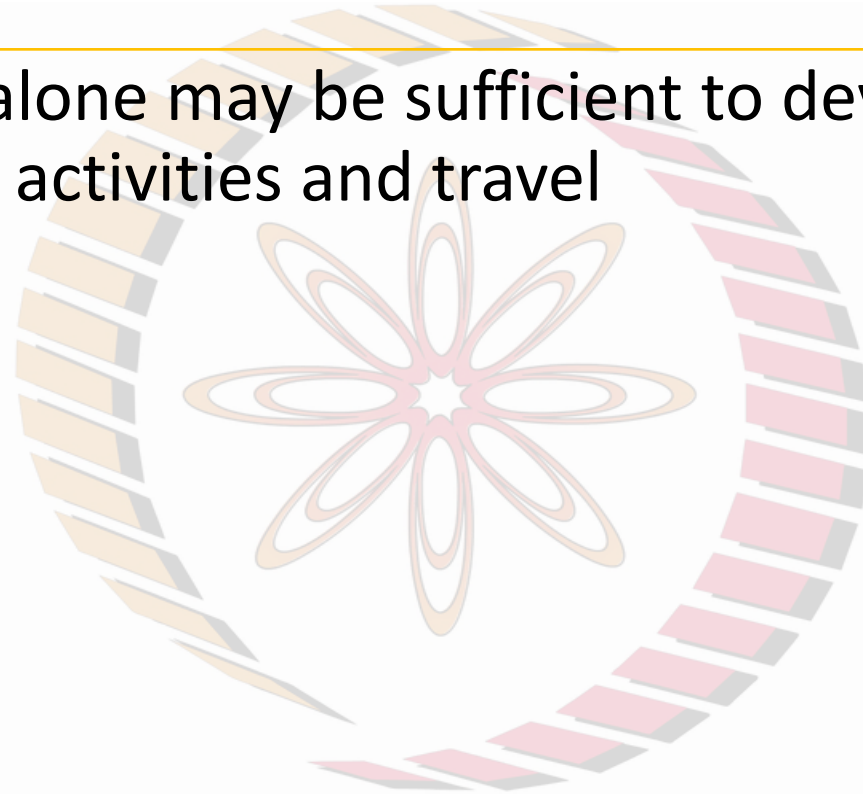 alone may be sufficient to dev
activities and travel